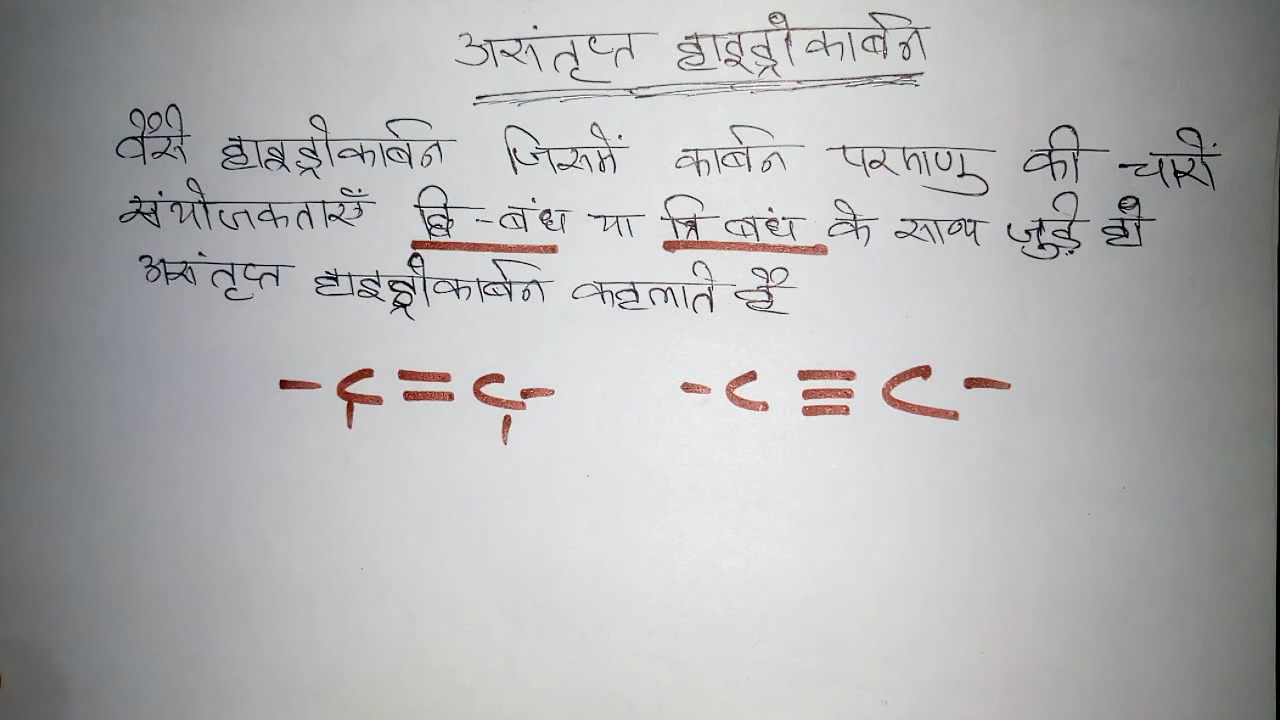 असंतृप्त हाइड्रोकार्बन
वैसे हाइड्रोकार्बन जिसमें कार्बन परमाणु की चारों
संयोजकताएँ द्वि-बंध या त्रि बंध के साथ जुड़े हो
असंतृप्त हाइड्रोकार्बन कहलाते है
-C=C- -C≡C-